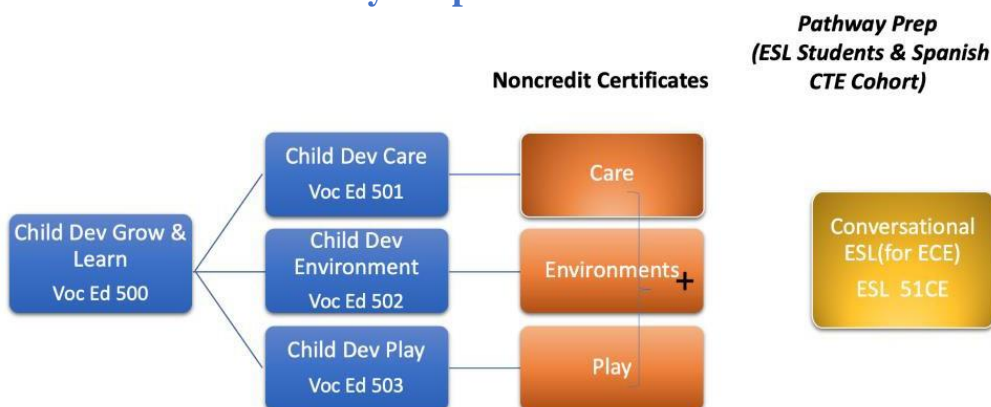 Pathway Prep
(ESL Students & Spanish
CTE Cohort)
Noncredit Certificates
Child Dev Grow &
Learn
Voc Ed 500
Child Dev Care
Voc Ed 501
Child Dev
Environment
Voc Ed 502
Child Dev Play
Voc Ed 503
Care
Environments
+
Play
Conversational
ESL(for ECE)
ESL 51CE